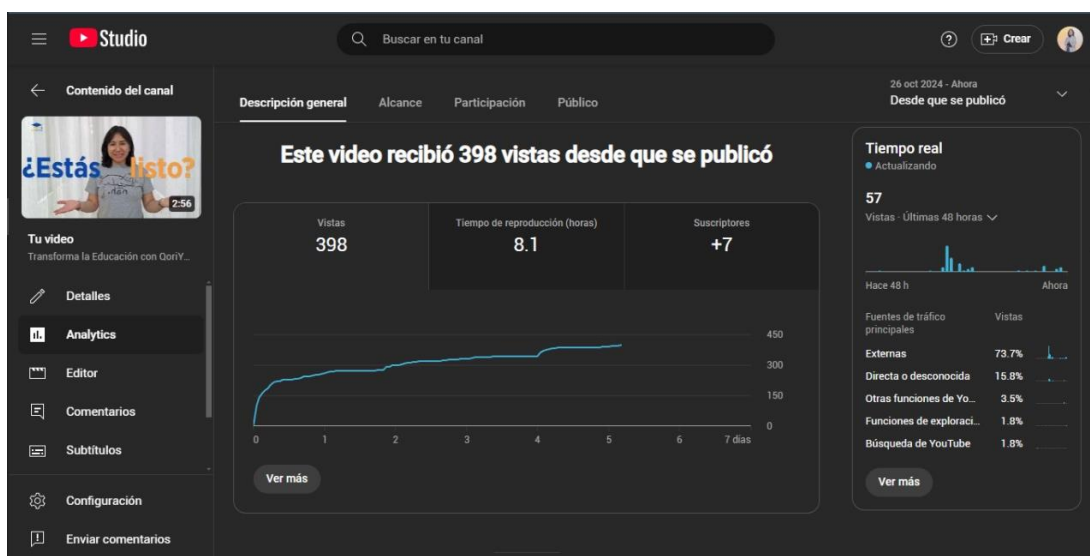 Studio
Buscar en tu canal
Crear
Contenido del canal
Descripción general
Alcance
Participación
Público
26 oct 2024 - Ahora
Desde que se publicó
¿Estás listo?
2:56
Tu video
Transforma la Educación con QoriY...
Detalles
Analytics
Editor
Comentarios
Subtítulos
Configuración
Enviar comentarios
Este video recibió 398 vistas desde que se publicó
Vistas
398
Tiempo de reproducción (horas)
8.1
Suscriptores
+7
450
300
150
0
0 1 2 3 4 5 6 7 días
Ver más
Tiempo real
Actualizando
57
Vistas · Últimas 48 horas
Hace 48 h
Ahora
Fuentes de tráfico principales
Vistas
Externas 73.7%
Directa o desconocida 15.8%
Otras funciones de Yo... 3.5%
Funciones de exploraci... 1.8%
Búsqueda de YouTube 1.8%
Ver más